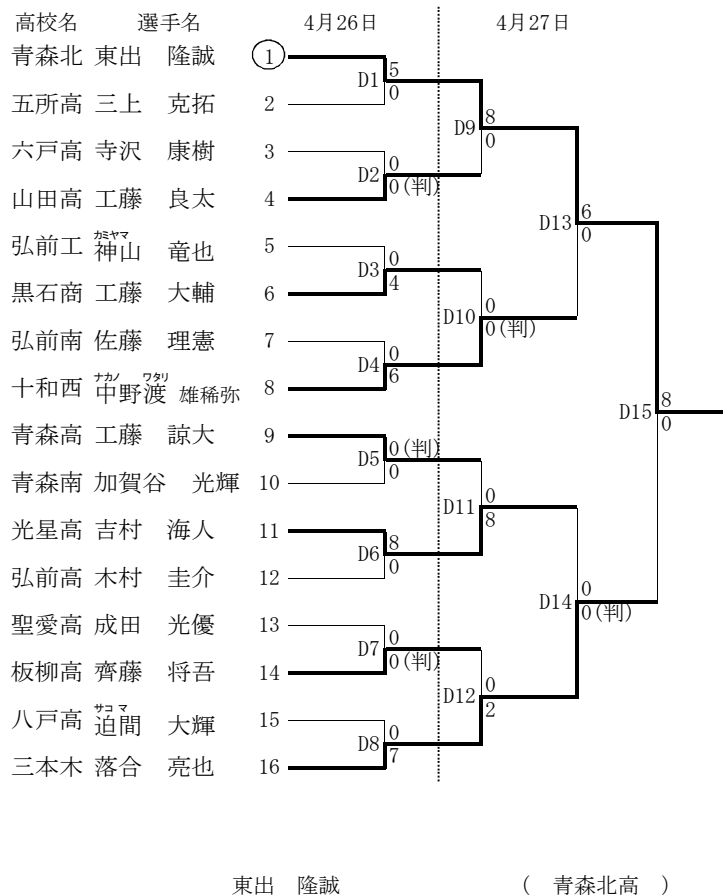 高校名 選手名 4月26日 4月27日
青森北 東出 隆誠 1
D1 5 0
五所高 三上 克拓 2
D9 8 0
六戸高 寺沢 康樹 3
D2 0 0(判)
山田高 工藤 良太 4
D13 6 0
カミヤマ
弘前工 神山 竜也 5
D3 0 4
黒石商 工藤 大輔 6
D10 0 0(判)
弘前南 佐藤 理憲 7
D4 0 6
ナカノ ワタリ
十和西 中野渡 雄稀弥 8
D15 8 0
青森高 工藤 諒大 9
D5 0(判) 0
青森南 加賀谷 光輝 10
D11 0 8
光星高 吉村 海人 11
D6 8 0
弘前高 木村 圭介 12
D14 0 0(判)
聖愛高 成田 光優 13
D7 0 0(判)
板柳高 齊藤 将吾 14
D12 0 2
サコマ
八戸高 迫間 大輝 15
D8 0 7
三本木 落合 亮也 16
東出 隆誠 ( 青森北高 )